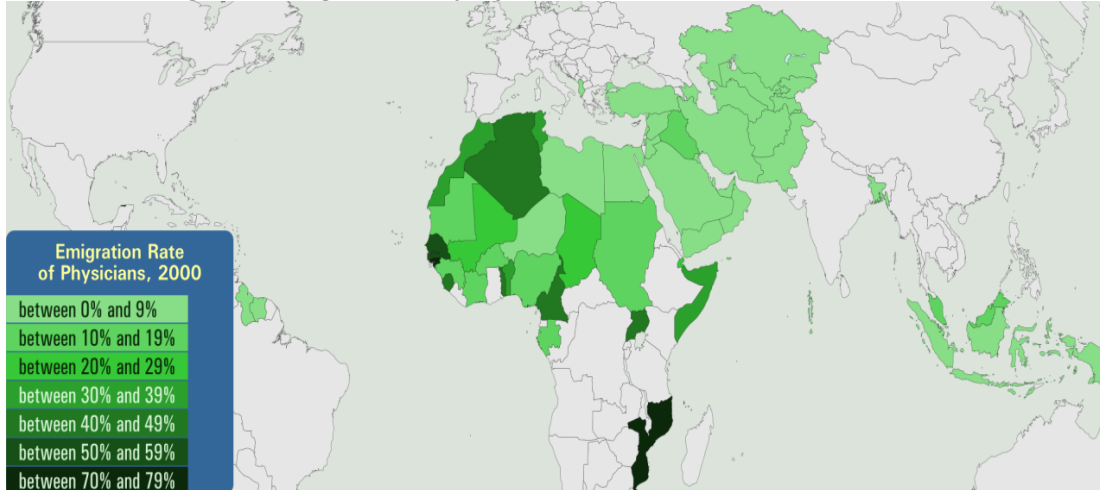 Emigration Rate
of Physicians, 2000
between 0% and 9%
between 10% and 19%
between 20% and 29%
between 30% and 39%
between 40% and 49%
between 50% and 59%
between 70% and 79%